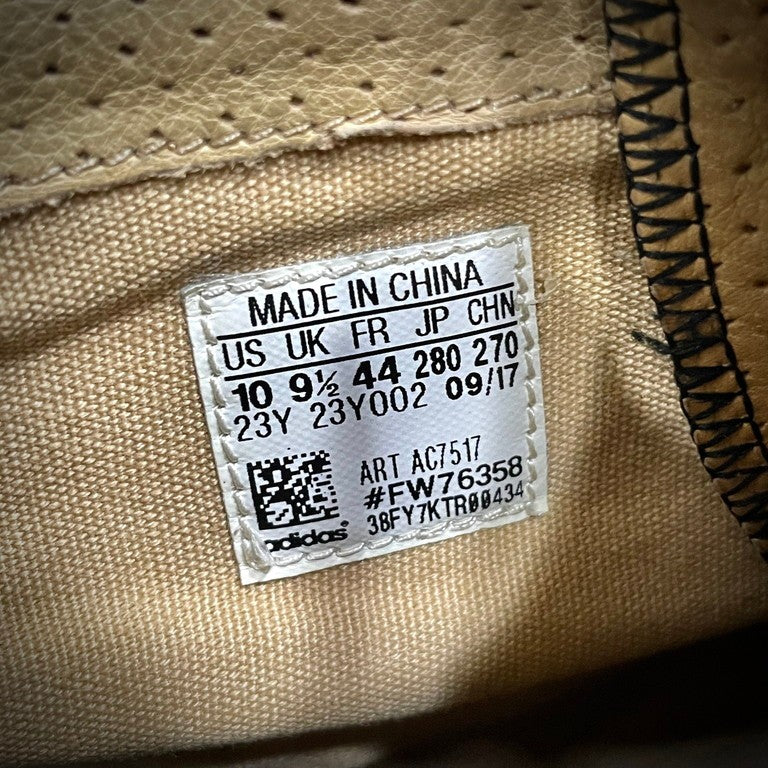 MADE IN CHINA
US UK FR JP CHN
10 9½ 44 280 270
23Y 23Y002 09/17
ART AC7517
#FW76358
38FY7KTR00434
adidas®